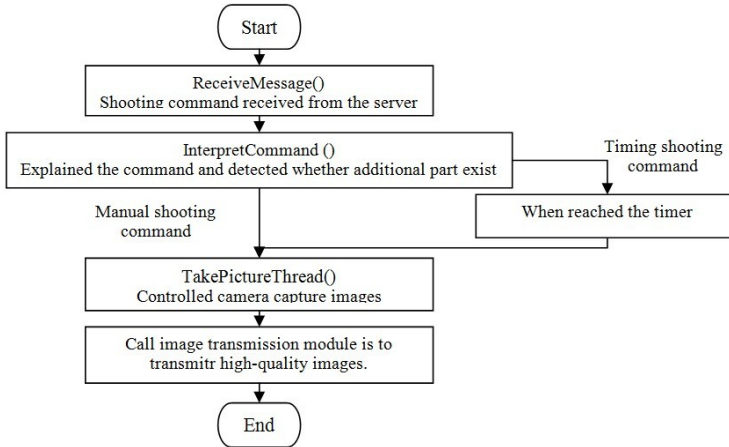 Start
ReceiveMessage()
Shooting command received from the server
InterpretCommand ()
Explained the command and detected whether additional part exist
Timing shooting
command
Manual shooting
command
When reached the timer
TakePictureThread()
Controlled camera capture images
Call image transmission module is to
transmitr high-quality images.
End